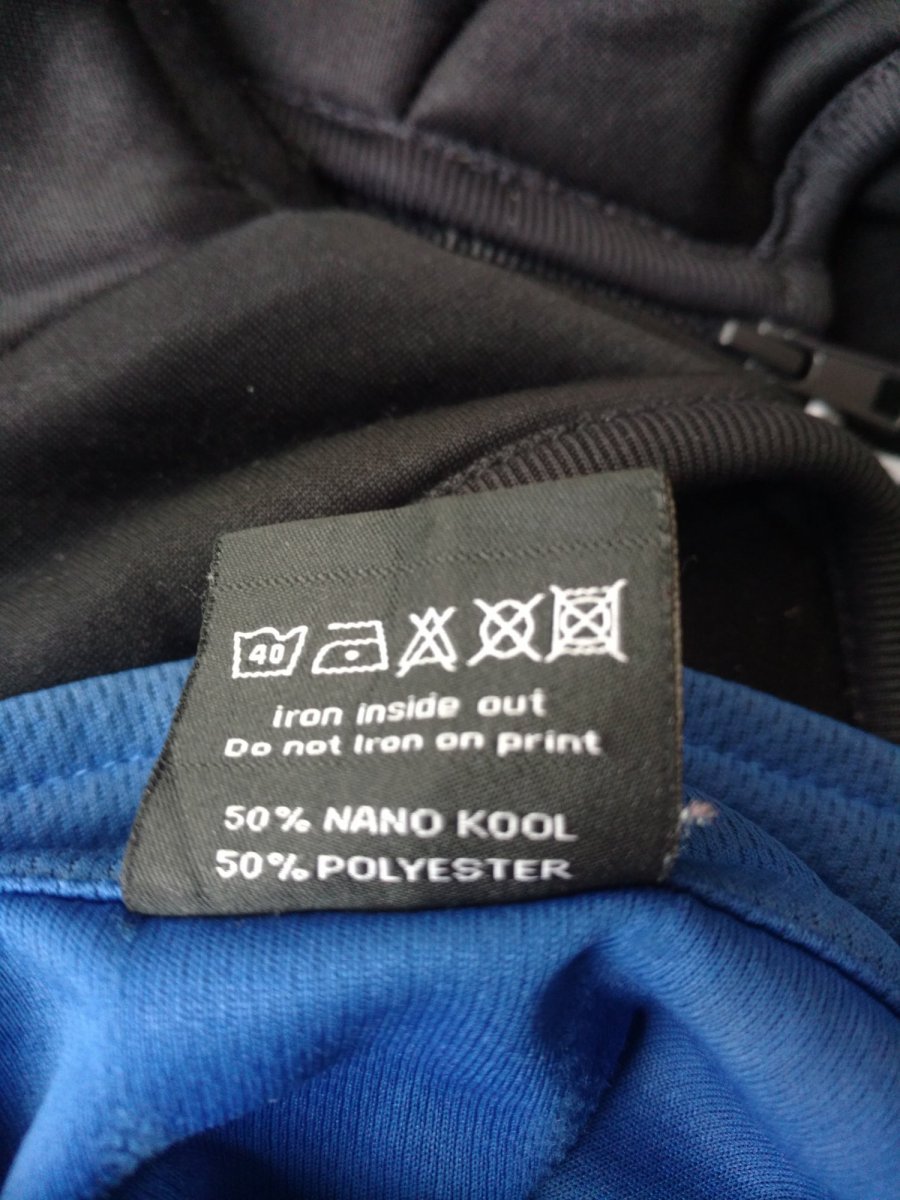 40
iron inside out
Do not Iron on print
50% NANO KOOL
50% POLYESTER